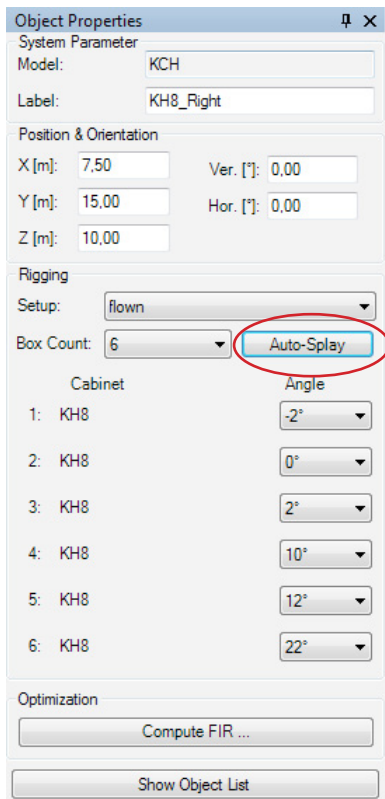 Object Properties
System Parameter
Model: KCH
Label: KH8_Right
Position & Orientation
X [m]: 7,50 Ver. [°]: 0,00
Y [m]: 15,00 Hor. [°]: 0,00
Z [m]: 10,00
Rigging
Setup: flown
Box Count: 6 Auto-Splay
Cabinet Angle
1: KH8 -2°
2: KH8 0°
3: KH8 2°
4: KH8 10°
5: KH8 12°
6: KH8 22°
Optimization
Compute FIR ...
Show Object List